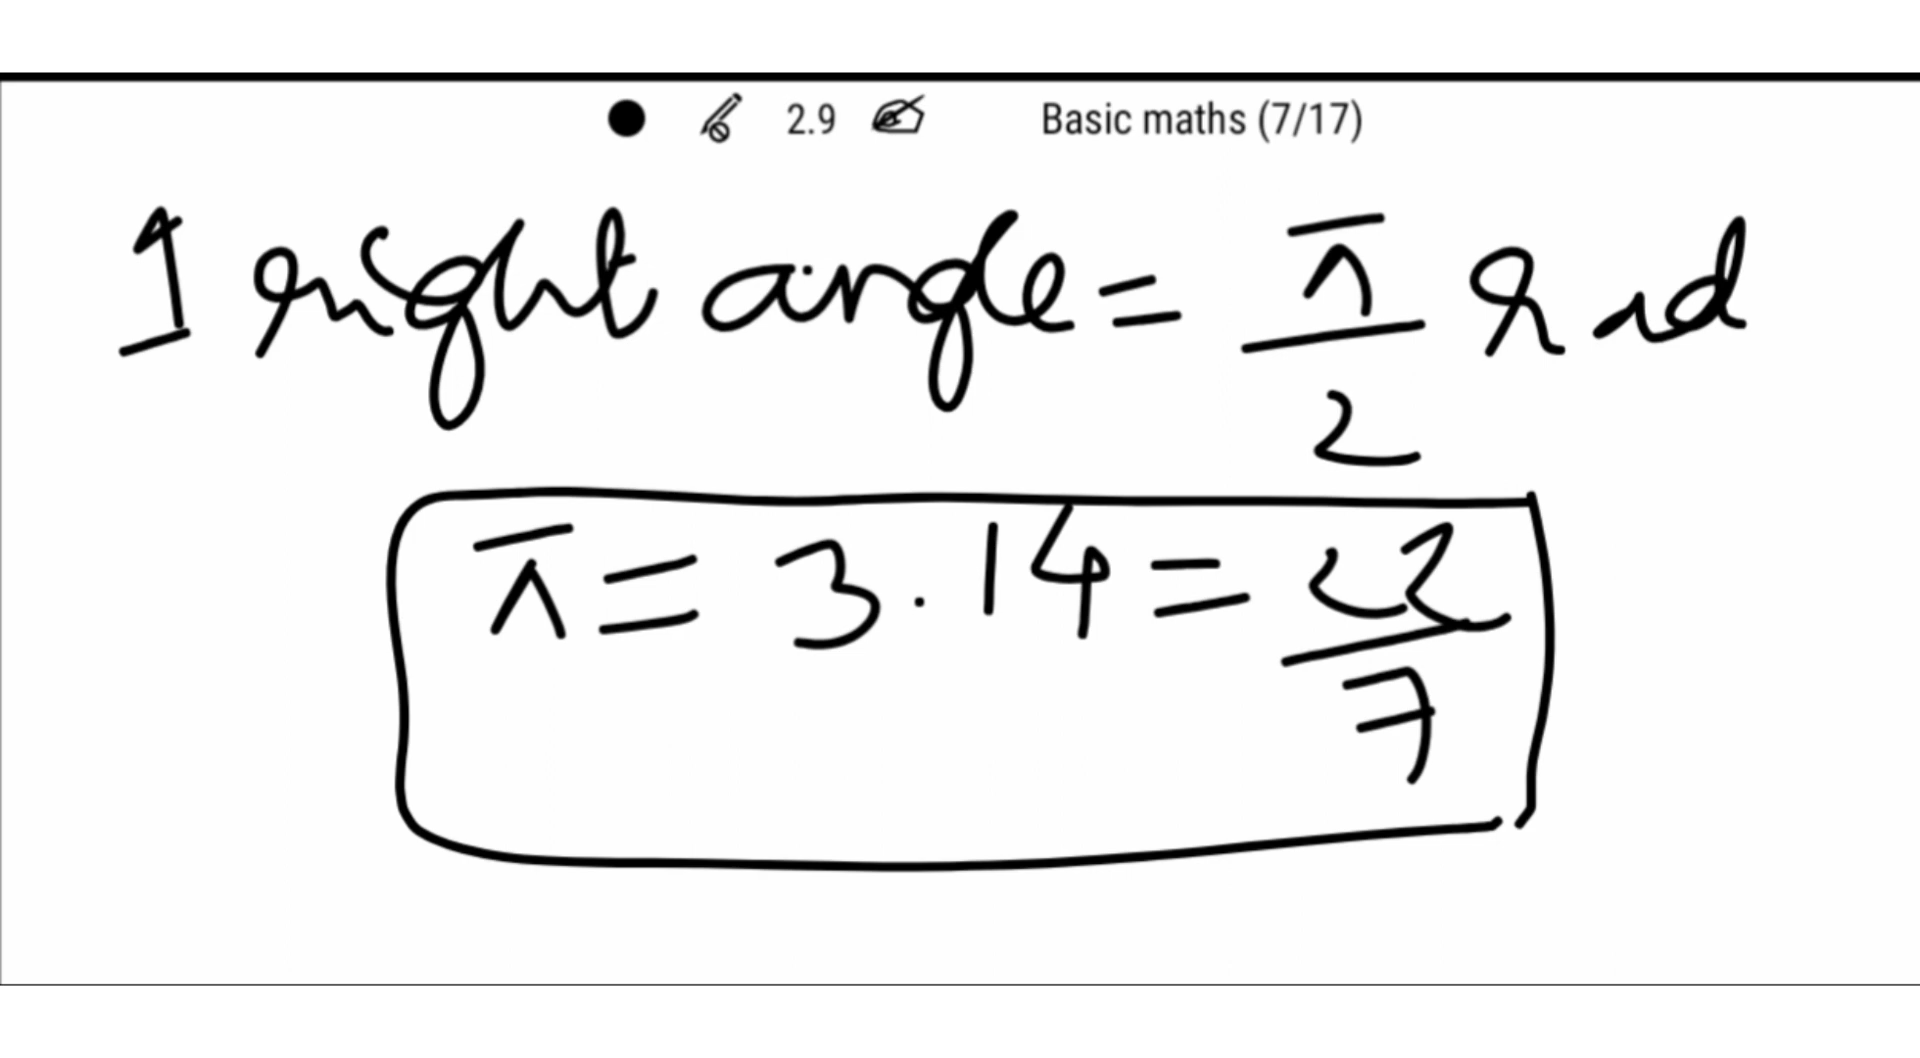 2.9 Basic maths (7/17)
1 right angle = π/2 rad
π = 3.14 = 22/7